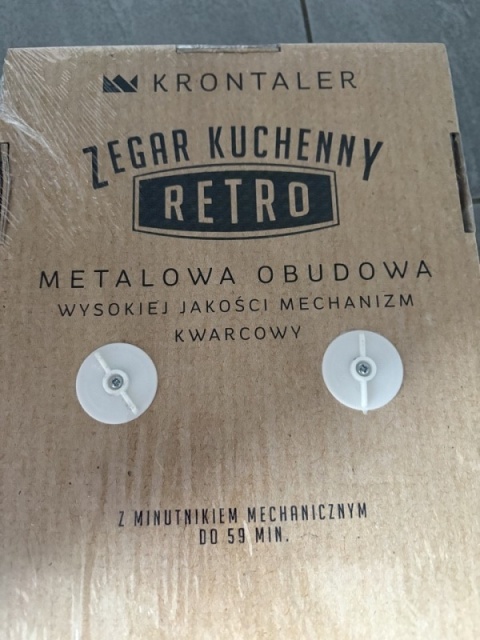 KRONTALER
ZEGAR KUCHENNY
RETRO
METALOWA OBUDOWA
WYSOKIEJ JAKOŚCI MECHANIZM
KWARCOWY
Z MINUTNIKIEM MECHANICZNYM
DO 59 MIN.